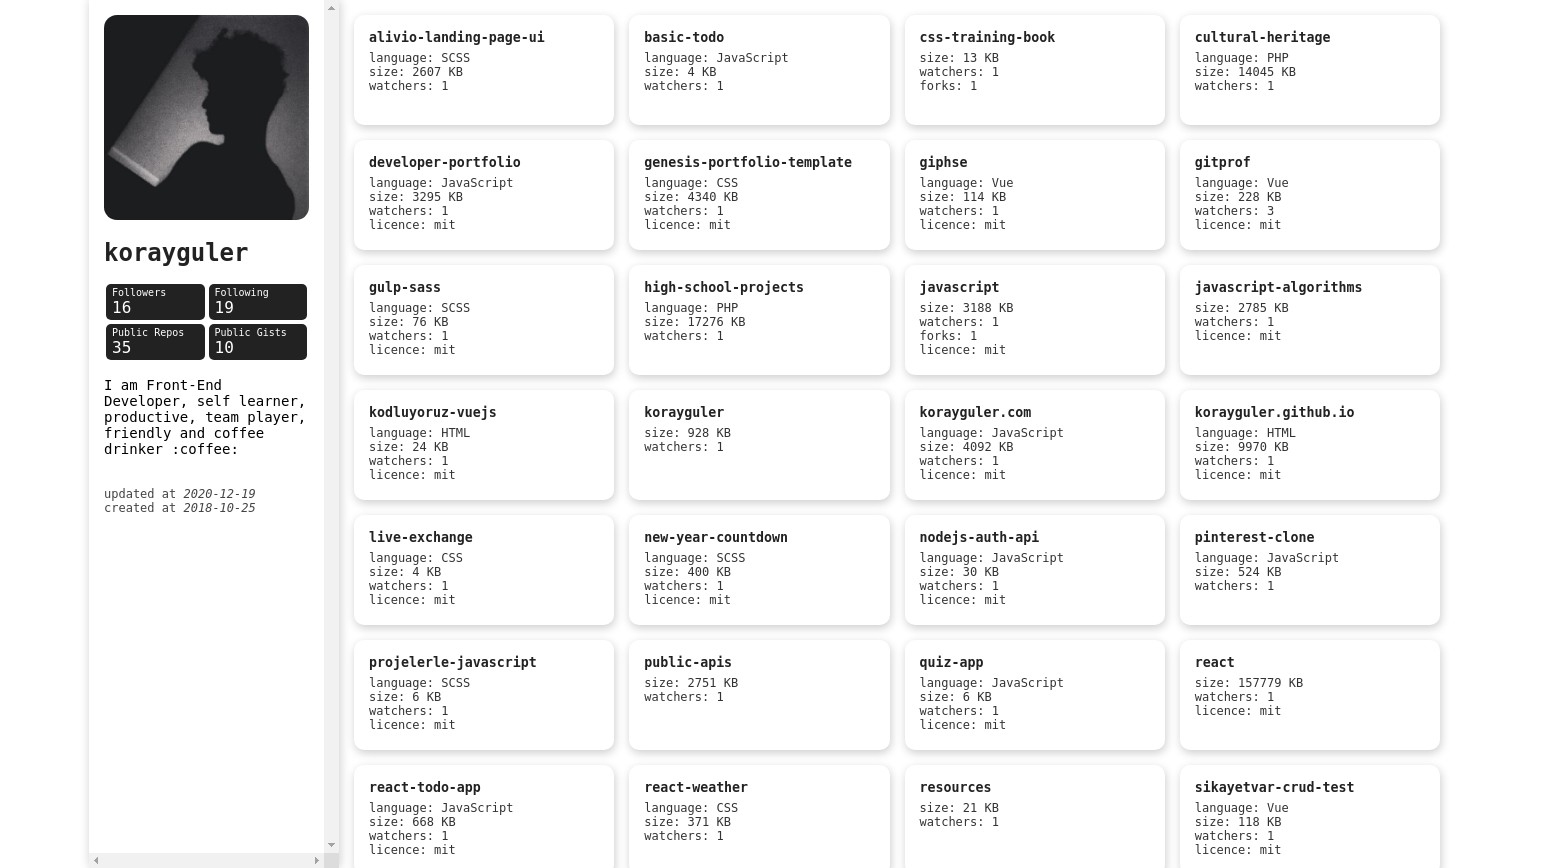 korayguler
Followers
16
Following
19
Public Repos
35
Public Gists
10
I am Front-End
Developer, self learner,
productive, team player,
friendly and coffee
drinker :coffee:
updated at 2020-12-19
created at 2018-10-25
alivio-landing-page-ui
language: SCSS
size: 2607 KB
watchers: 1
basic-todo
language: JavaScript
size: 4 KB
watchers: 1
css-training-book
size: 13 KB
watchers: 1
forks: 1
cultural-heritage
language: PHP
size: 14045 KB
watchers: 1
developer-portfolio
language: JavaScript
size: 3295 KB
watchers: 1
licence: mit
genesis-portfolio-template
language: CSS
size: 4340 KB
watchers: 1
licence: mit
giphse
language: Vue
size: 114 KB
watchers: 1
licence: mit
gitprof
language: Vue
size: 228 KB
watchers: 3
licence: mit
gulp-sass
language: SCSS
size: 76 KB
watchers: 1
licence: mit
high-school-projects
language: PHP
size: 17276 KB
watchers: 1
javascript
size: 3188 KB
watchers: 1
forks: 1
licence: mit
javascript-algorithms
size: 2785 KB
watchers: 1
licence: mit
kodluyoruz-vuejs
language: HTML
size: 24 KB
watchers: 1
licence: mit
korayguler
size: 928 KB
watchers: 1
korayguler.com
language: JavaScript
size: 4092 KB
watchers: 1
licence: mit
korayguler.github.io
language: HTML
size: 9970 KB
watchers: 1
licence: mit
live-exchange
language: CSS
size: 4 KB
watchers: 1
licence: mit
new-year-countdown
language: SCSS
size: 400 KB
watchers: 1
licence: mit
nodejs-auth-api
language: JavaScript
size: 30 KB
watchers: 1
licence: mit
pinterest-clone
language: JavaScript
size: 524 KB
watchers: 1
projelerle-javascript
language: SCSS
size: 6 KB
watchers: 1
licence: mit
public-apis
size: 2751 KB
watchers: 1
quiz-app
language: JavaScript
size: 6 KB
watchers: 1
licence: mit
react
size: 157779 KB
watchers: 1
licence: mit
react-todo-app
language: JavaScript
size: 668 KB
watchers: 1
licence: mit
react-weather
language: CSS
size: 371 KB
watchers: 1
resources
size: 21 KB
watchers: 1
sikayetvar-crud-test
language: Vue
size: 118 KB
watchers: 1
licence: mit